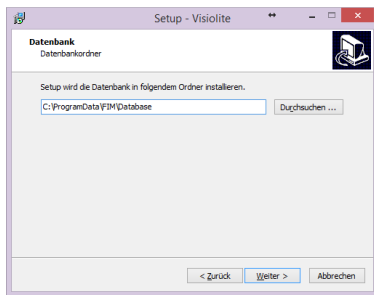 Setup - Visiolite
Datenbank
Datenbankordner
Setup wird die Datenbank in folgendem Ordner installieren.
C:\ProgramData\FIM\Database
Durchsuchen ...
< Zurück
Weiter >
Abbrechen